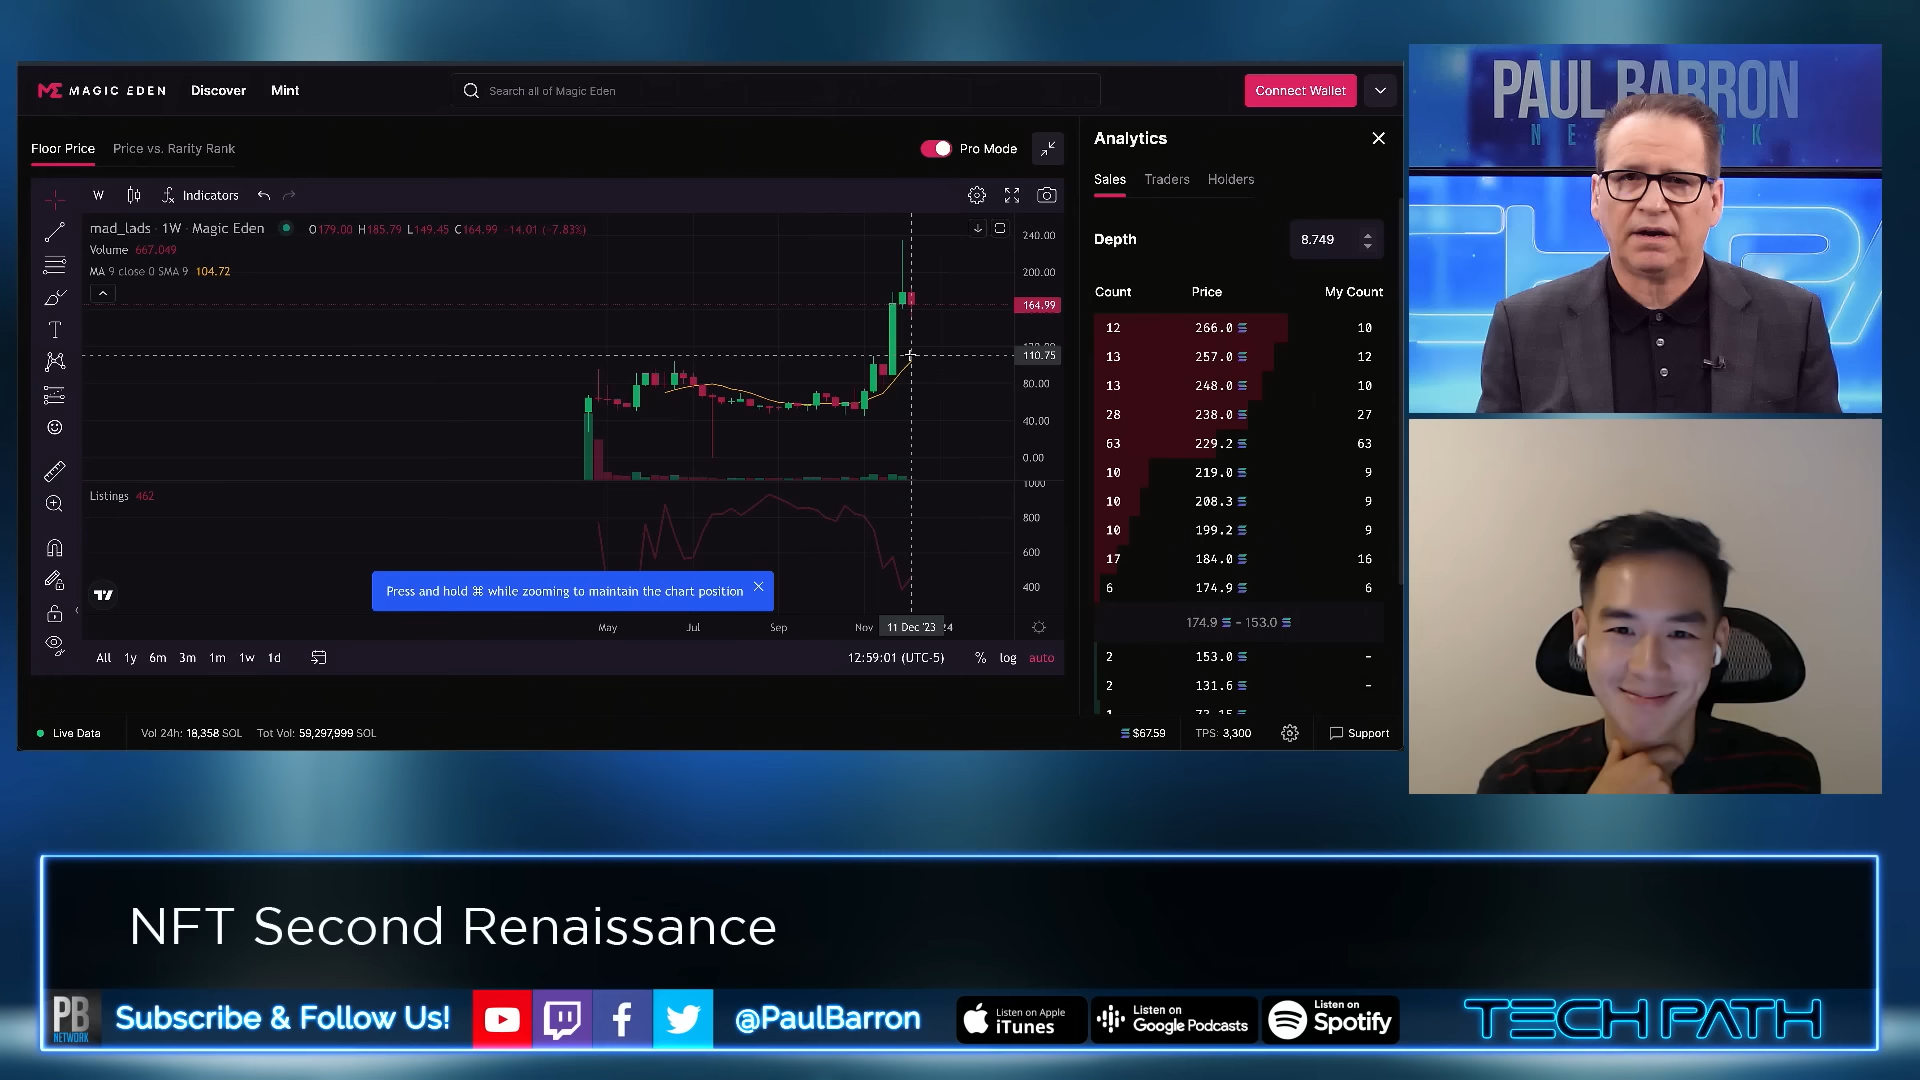 MAGIC EDEN
Discover
Mint
Search all of Magic Eden
Connect Wallet
Floor Price
Price vs. Rarity Rank
Pro Mode
W
Indicators
mad_lads · 1W · Magic Eden
O179.00 H185.79 L149.45 C164.99 -14.01 (-7.83%)
Volume 667.049
MA 9 close 0 SMA 9 104.72
240.00
200.00
164.99
110.75
80.00
40.00
0.00
Listings 462
1000
800
600
400
Press and hold ⌘ while zooming to maintain the chart position
May
Jul
Sep
Nov
11 Dec '23
All 1y 6m 3m 1m 1w 1d
12:59:01 (UTC-5)
% log auto
Analytics
Sales Traders Holders
Depth
8.749
Count Price My Count
12 266.0 10
13 257.0 12
13 248.0 10
28 238.0 27
63 229.2 63
10 219.0 9
10 208.3 9
10 199.2 9
17 184.0 16
6 174.9 6
174.9 - 153.0
2 153.0 -
2 131.6 -
Live Data
Vol 24h: 18,358 SOL
Tot Vol: 59,297,999 SOL
$67.59
TPS: 3,300
Support
PAUL BARRON
NFT Second Renaissance
PB
NETWORK
Subscribe & Follow Us!
@PaulBarron
Listen on Apple
iTunes
Listen on
Google Podcasts
Listen on
Spotify
TECH PATH